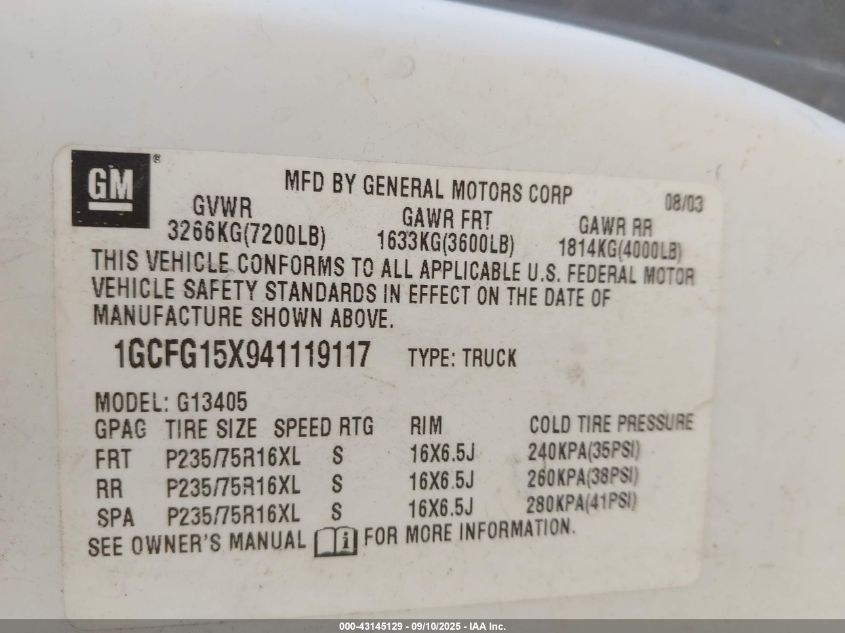 GM ®
MFD BY GENERAL MOTORS CORP 08/03
GVWR GAWR FRT GAWR RR
3266KG(7200LB) 1633KG(3600LB) 1814KG(4000LB)
THIS VEHICLE CONFORMS TO ALL APPLICABLE U.S. FEDERAL MOTOR
VEHICLE SAFETY STANDARDS IN EFFECT ON THE DATE OF
MANUFACTURE SHOWN ABOVE.
1GCFG15X941119117 TYPE: TRUCK
MODEL: G13405
GPAG TIRE SIZE SPEED RTG RIM COLD TIRE PRESSURE
FRT P235/75R16XL S 16X6.5J 240KPA(35PSI)
RR P235/75R16XL S 16X6.5J 260KPA(38PSI)
SPA P235/75R16XL S 16X6.5J 280KPA(41PSI)
SEE OWNER'S MANUAL i FOR MORE INFORMATION.
000-43145129 - 09/10/2025 - IAA Inc.